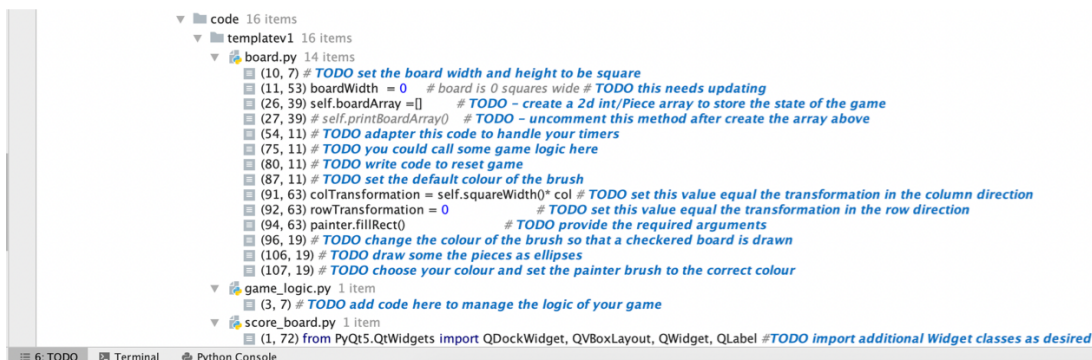 code 16 items
templatev1 16 items
board.py 14 items
(10, 7) # TODO set the board width and height to be square
(11, 53) boardWidth = 0 # board is 0 squares wide # TODO this needs updating
(26, 39) self.boardArray =[] # TODO - create a 2d int/Piece array to store the state of the game
(27, 39) # self.printBoardArray() # TODO - uncomment this method after create the array above
(54, 11) # TODO adapter this code to handle your timers
(75, 11) # TODO you could call some game logic here
(80, 11) # TODO write code to reset game
(87, 11) # TODO set the default colour of the brush
(91, 63) colTransformation = self.squareWidth()* col # TODO set this value equal the transformation in the column direction
(92, 63) rowTransformation = 0 # TODO set this value equal the transformation in the row direction
(94, 63) painter.fillRect() # TODO provide the required arguments
(96, 19) # TODO change the colour of the brush so that a checkered board is drawn
(106, 19) # TODO draw some the pieces as ellipses
(107, 19) # TODO choose your colour and set the painter brush to the correct colour
game_logic.py 1 item
(3, 7) # TODO add code here to manage the logic of your game
score_board.py 1 item
(1, 72) from PyQt5.QtWidgets import QDockWidget, QVBoxLayout, QWidget, QLabel #TODO import additional Widget classes as desired
6: TODO Terminal Python Console